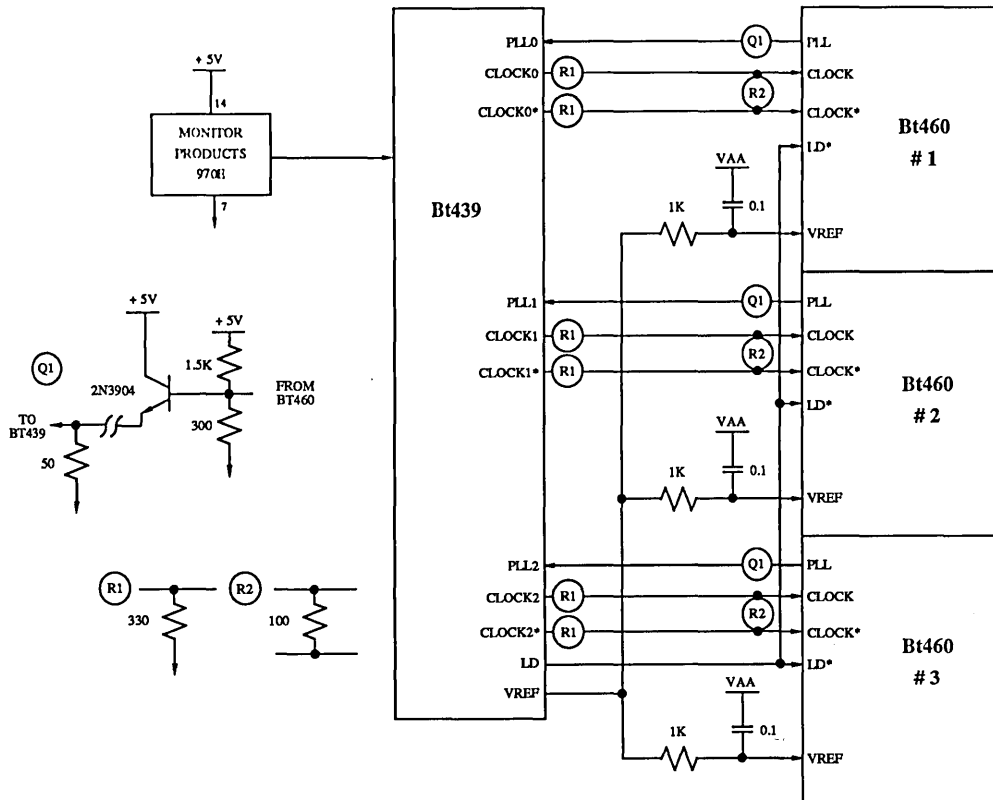 + 5V
14
MONITOR
PRODUCTS
970E
7
Bt439
PLL0
CLOCK0
CLOCK0*
PLL1
CLOCK1
CLOCK1*
PLL2
CLOCK2
CLOCK2*
LD
VREF
Q1
R1
R2
R1
VAA
1K
0.1
PLL
CLOCK
CLOCK*
LD*
VREF
Bt460
# 1
Q1
R1
R2
R1
VAA
1K
0.1
PLL
CLOCK
CLOCK*
LD*
VREF
Bt460
# 2
Q1
R1
R2
R1
VAA
1K
0.1
PLL
CLOCK
CLOCK*
LD*
VREF
Bt460
# 3
+ 5V
+ 5V
Q1
2N3904
1.5K
FROM
BT460
TO
BT439
300
50
R1
330
R2
100